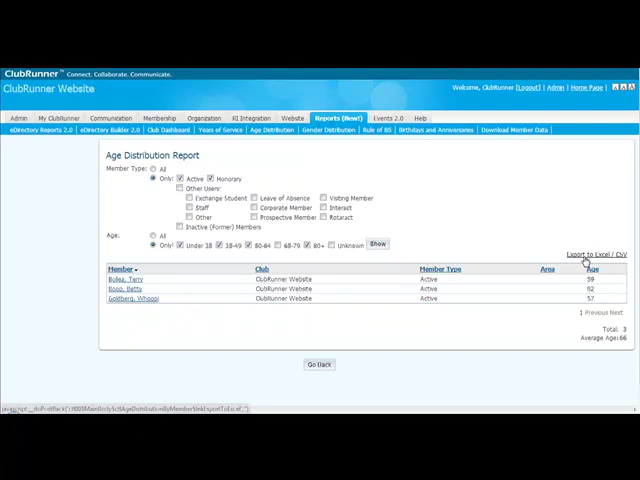 ClubRunner™ Connect. Collaborate. Communicate.
ClubRunner Website
Welcome, ClubRunner [Logout] | Admin | Home Page | A A A
Admin My ClubRunner Communication Membership Organization RI Integration Website Reports (New!) Events 2.0 Help
eDirectory Reports 2.0 | eDirectory Builder 2.0 | Club Dashboard | Years of Service | Age Distribution | Gender Distribution | Rule of 85 | Birthdays and Anniversaries | Download Member Data
Age Distribution Report
Member Type: All
Only: Active Honorary
Other Users:
Exchange Student Leave of Absence Visiting Member
Staff Corporate Member Interact
Other Prospective Member Rotaract
Inactive (Former) Members
Age: All
Only: Under 38 38-49 50-64 65-79 80+ Unknown Show
Export to Excel / CSV
Member Club Member Type Area Age
Terry ClubRunner Website Active 59
Boop, Betty ClubRunner Website Active 82
Goldberg, Whoopi ClubRunner Website Active 57
1 Previous Next
Total: 3
Average Age: 66
Go Back